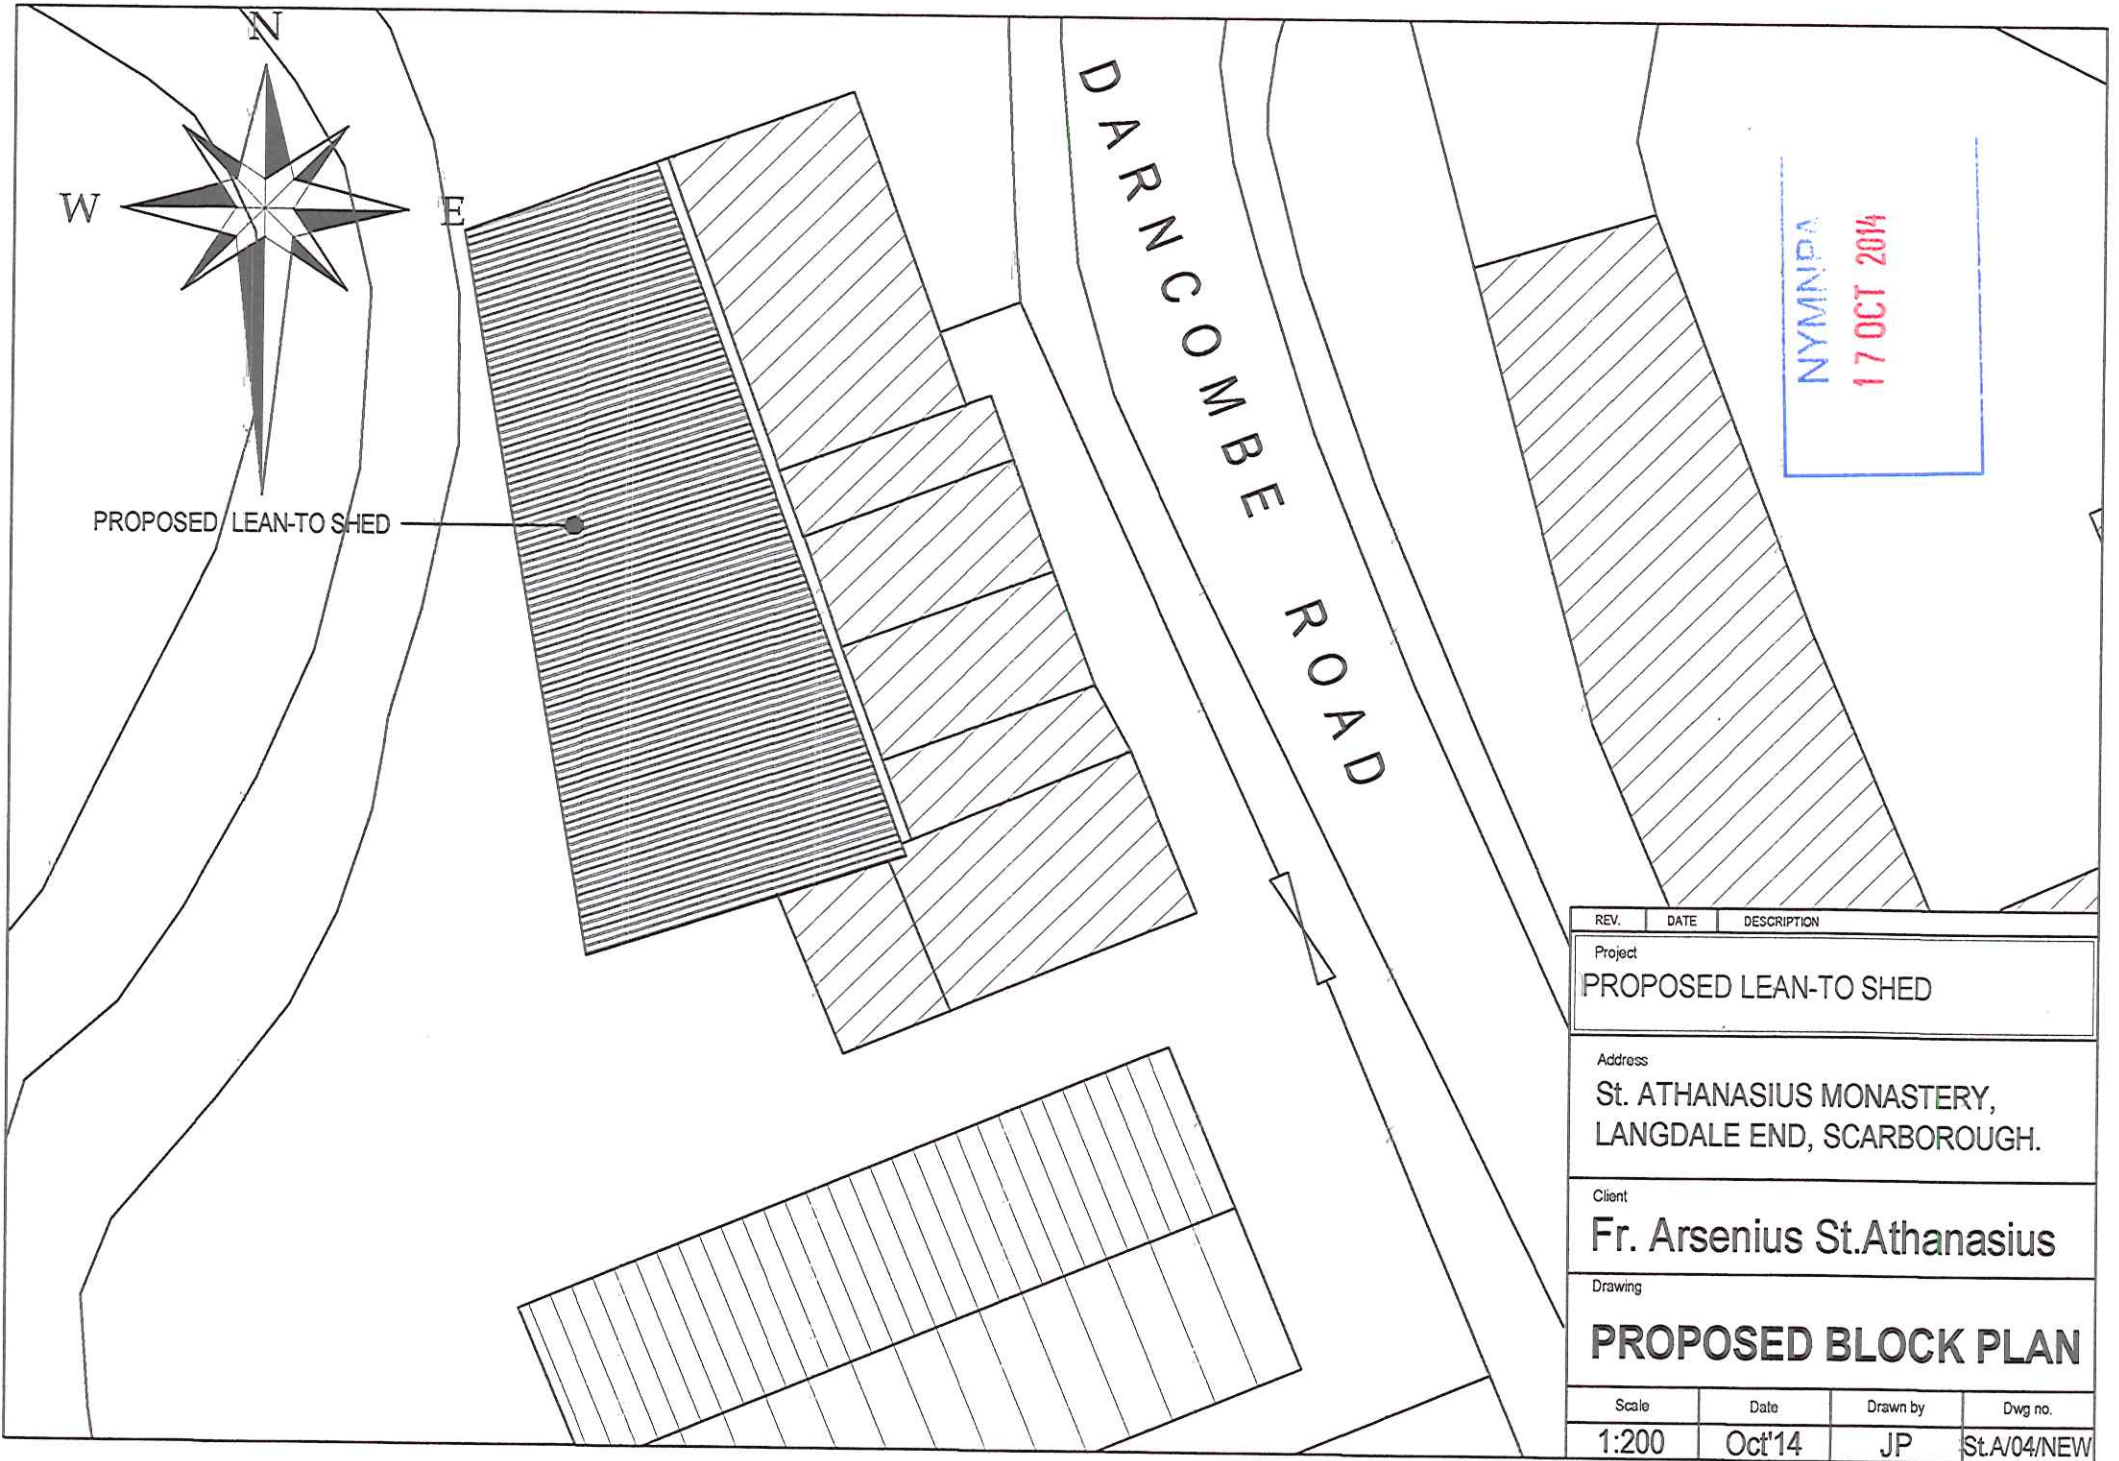 N
W
E
PROPOSED LEAN-TO SHED
DARNCOMBE ROAD
NYMNPA
17 OCT 2014
REV. DATE DESCRIPTION
Project
PROPOSED LEAN-TO SHED
Address
St. ATHANASIUS MONASTERY,
LANGDALE END, SCARBOROUGH.
Client
Fr. Arsenius St.Athanasius
Drawing
PROPOSED BLOCK PLAN
Scale Date Drawn by Dwg no.
1:200 Oct'14 JP St.A/04/NEW